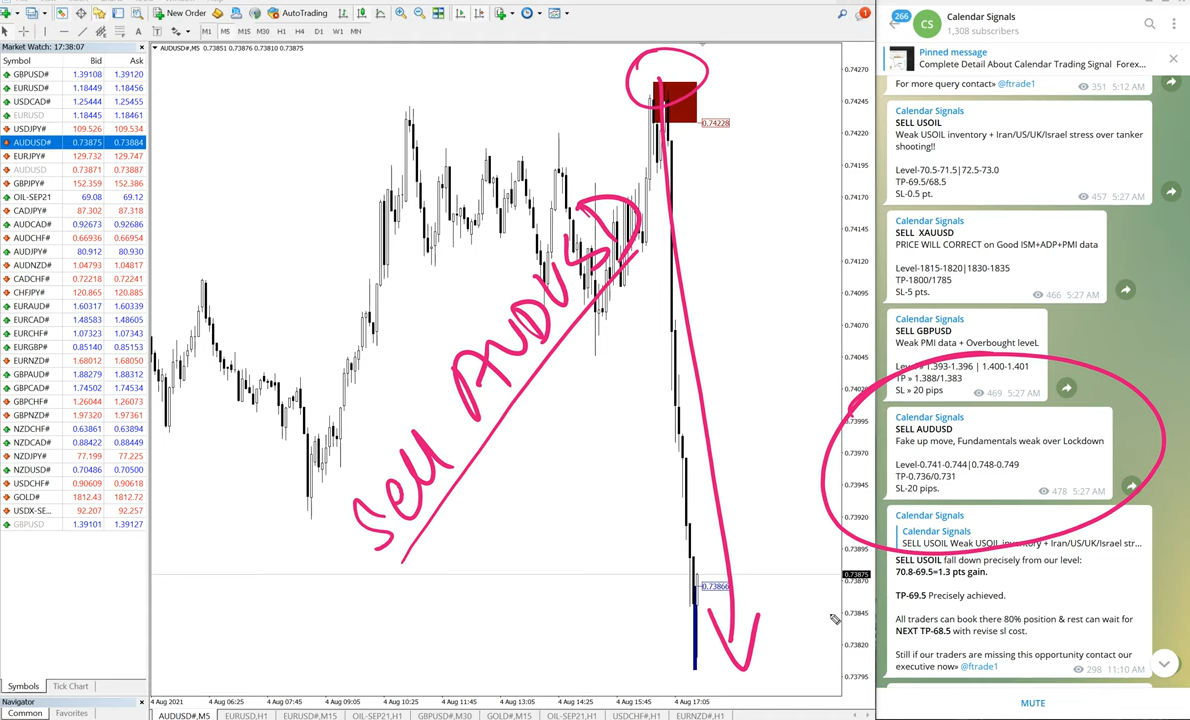 New Order
AutoTrading
1
A
T
M1 M5 M15 M30 H1 H4 D1 W1 MN
Market Watch: 17:38:07
Symbol Bid Ask
GBPUSD# 1.39108 1.39120
EURUSD# 1.18449 1.18456
USDCAD# 1.25444 1.25455
EURUSD 1.18445 1.18461
USDJPY# 109.526 109.534
AUDUSD# 0.73875 0.73884
EURJPY# 129.732 129.747
AUDUSD 0.73871 0.73887
GBPJPY# 152.359 152.386
OIL-SEP21 69.08 69.12
CADJPY# 87.302 87.318
AUDCAD# 0.92673 0.92686
AUDCHF# 0.66936 0.66954
AUDJPY# 80.912 80.930
AUDNZD# 1.04793 1.04817
CADCHF# 0.72218 0.72241
CHFJPY# 120.865 120.885
EURAUD# 1.60317 1.60339
EURCAD# 1.48583 1.48605
EURCHF# 1.07323 1.07343
EURGBP# 0.85140 0.85153
EURNZD# 1.68012 1.68050
GBPAUD# 1.88279 1.88312
GBPCAD# 1.74502 1.74534
GBPCHF# 1.26044 1.26073
GBPNZD# 1.97320 1.97361
NZDCHF# 0.63861 0.63894
NZDCAD# 0.88422 0.88449
NZDJPY# 77.199 77.225
NZDUSD# 0.70486 0.70500
USDCHF# 0.90609 0.90618
GOLD# 1812.43 1812.72
USDX-SE... 92.207 92.257
GBPUSD 1.39101 1.39127
Symbols Tick Chart
Navigator
Common Favorites
AUDUSD#,M5 0.73851 0.73876 0.73810 0.73875
0.74228
0.73866
Sell AUDUSD
0.74270
0.74245
0.74220
0.74195
0.74170
0.74145
0.74120
0.74095
0.74070
0.74045
0.74020
0.73995
0.73970
0.73945
0.73920
0.73895
0.73875
0.73870
0.73845
0.73820
0.73795
4 Aug 2021 4 Aug 06:25 4 Aug 07:45 4 Aug 09:05 4 Aug 10:25 4 Aug 11:45 4 Aug 13:05 4 Aug 14:25 4 Aug 15:45 4 Aug 17:05
AUDUSD#,M5 EURUSD,H1 EURUSD#,M15 OIL-SEP21,H1 GBPUSD#,M30 GOLD#,M15 USDCHF#,H1 EURNZD#,H1
266
CS
Calendar Signals
1,308 subscribers
Pinned message
Complete Detail About Calendar Trading Signal Forex...
For more query contact» @ftrade1
351 5:12 AM
Calendar Signals
SELL USOIL
Weak USOIL inventory + Iran/US/UK/Israel stress over tanker
shooting!!
Level-70.5-71.5|72.5-73.0
TP-69.5/68.5
SL-0.5 pt.
457 5:27 AM
Calendar Signals
SELL XAUUSD
PRICE WILL CORRECT on Good ISM+ADP+PMI data
Level-1815-1820|1830-1835
TP-1800/1785
SL-5 pts.
466 5:27 AM
Calendar Signals
SELL GBPUSD
Weak PMI data + Overbought leveL
Level » 1.393-1.396 | 1.400-1.401
TP » 1.388/1.383
SL » 20 pips
469 5:27 AM
Calendar Signals
SELL AUDUSD
Fake up move, Fundamentals weak over Lockdown
Level-0.741-0.744|0.748-0.749
TP-0.736/0.731
SL-20 pips.
478 5:27 AM
Calendar Signals
Calendar Signals
SELL USOIL Weak USOIL inventory + Iran/US/UK/Israel str...
SELL USOIL fall down precisely from our level:
70.8-69.5=1.3 pts gain.
TP-69.5 Precisely achieved.
All traders can book there 80% position & rest can wait for
NEXT TP-68.5 with revise sl cost.
Still if our traders are missing this opportunity contact our
executive now» @ftrade1
298 11:10 AM
MUTE